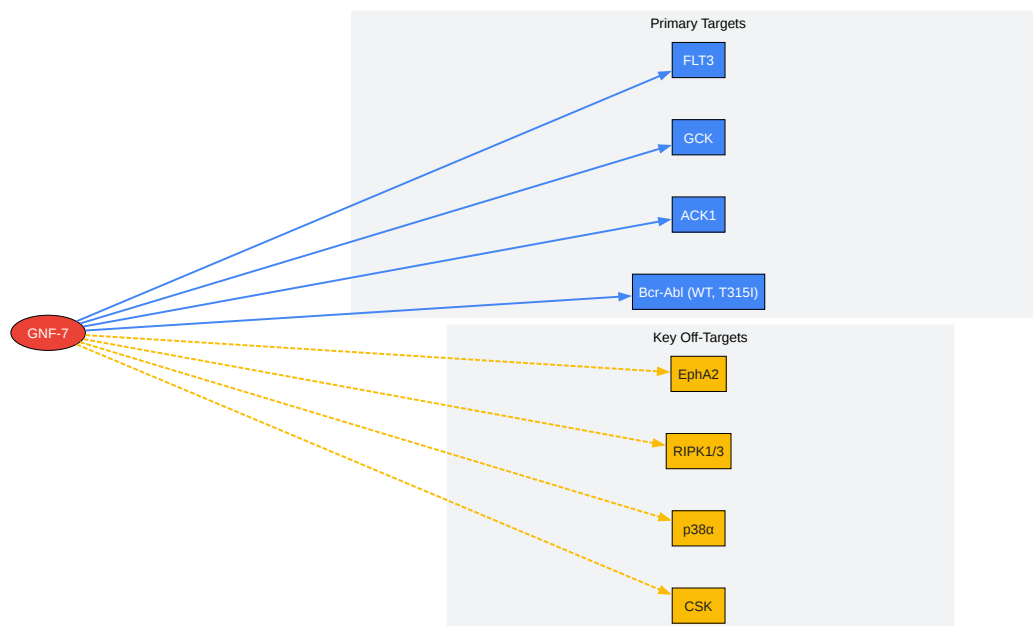 Primary Targets
FLT3
GCK
ACK1
Bcr-Abl (WT, T315I)
GNF-7
Key Off-Targets
EphA2
RIPK1/3
p38α
CSK